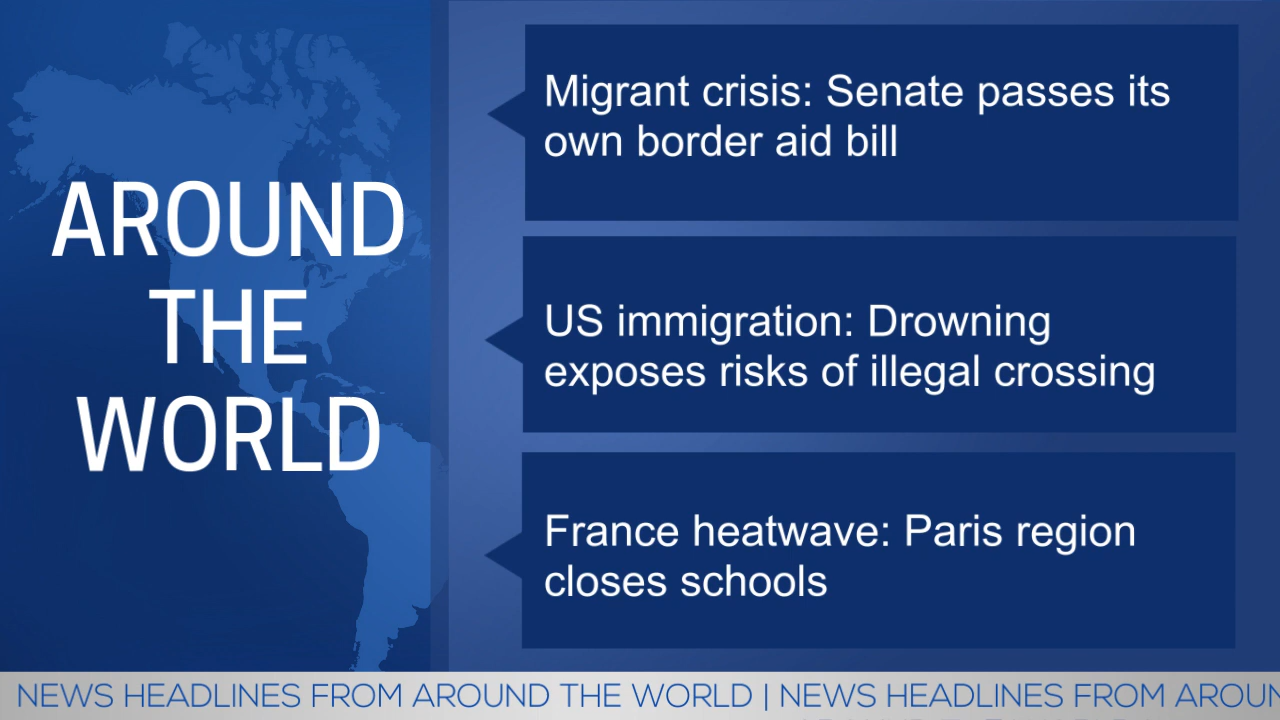 AROUND
THE
WORLD
Migrant crisis: Senate passes its
own border aid bill
US immigration: Drowning
exposes risks of illegal crossing
France heatwave: Paris region
closes schools
NEWS HEADLINES FROM AROUND THE WORLD | NEWS HEADLINES FROM AROUN